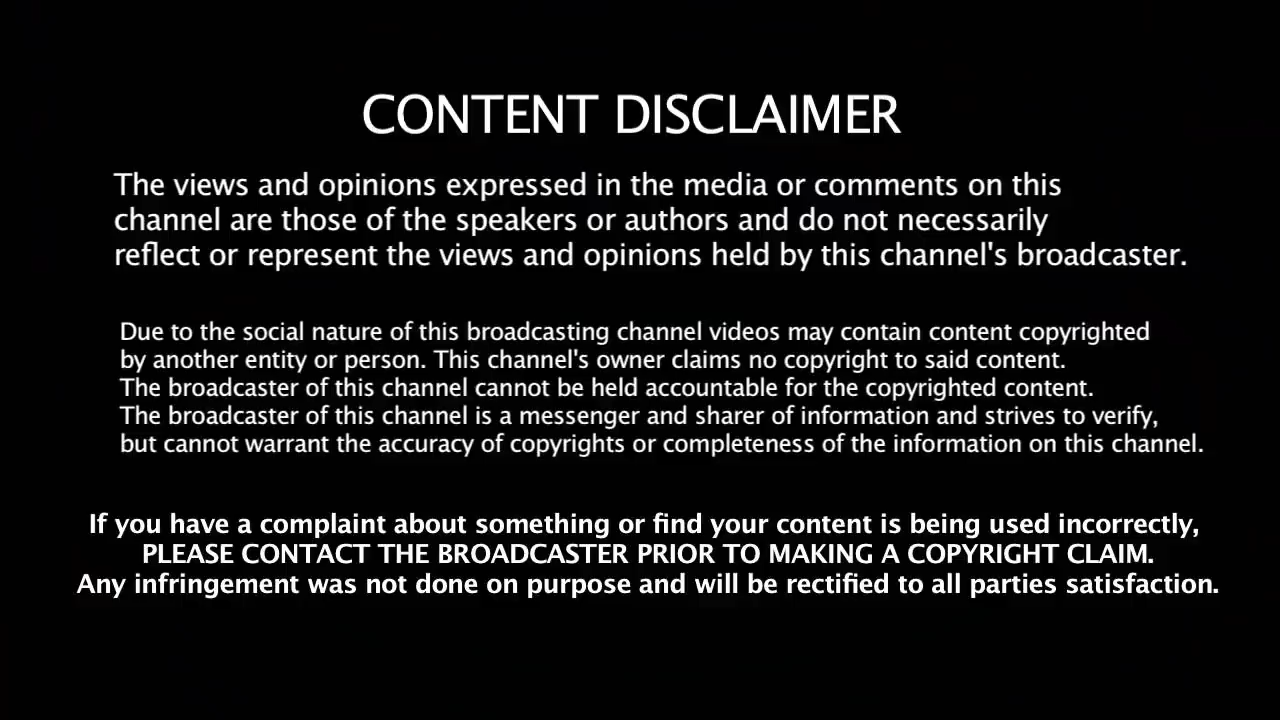 CONTENT DISCLAIMER
The views and opinions expressed in the media or comments on this
channel are those of the speakers or authors and do not necessarily
reflect or represent the views and opinions held by this channel's broadcaster.
Due to the social nature of this broadcasting channel videos may contain content copyrighted
by another entity or person. This channel's owner claims no copyright to said content.
The broadcaster of this channel cannot be held accountable for the copyrighted content.
The broadcaster of this channel is a messenger and sharer of information and strives to verify,
but cannot warrant the accuracy of copyrights or completeness of the information on this channel.
If you have a complaint about something or find your content is being used incorrectly,
PLEASE CONTACT THE BROADCASTER PRIOR TO MAKING A COPYRIGHT CLAIM.
Any infringement was not done on purpose and will be rectified to all parties satisfaction.